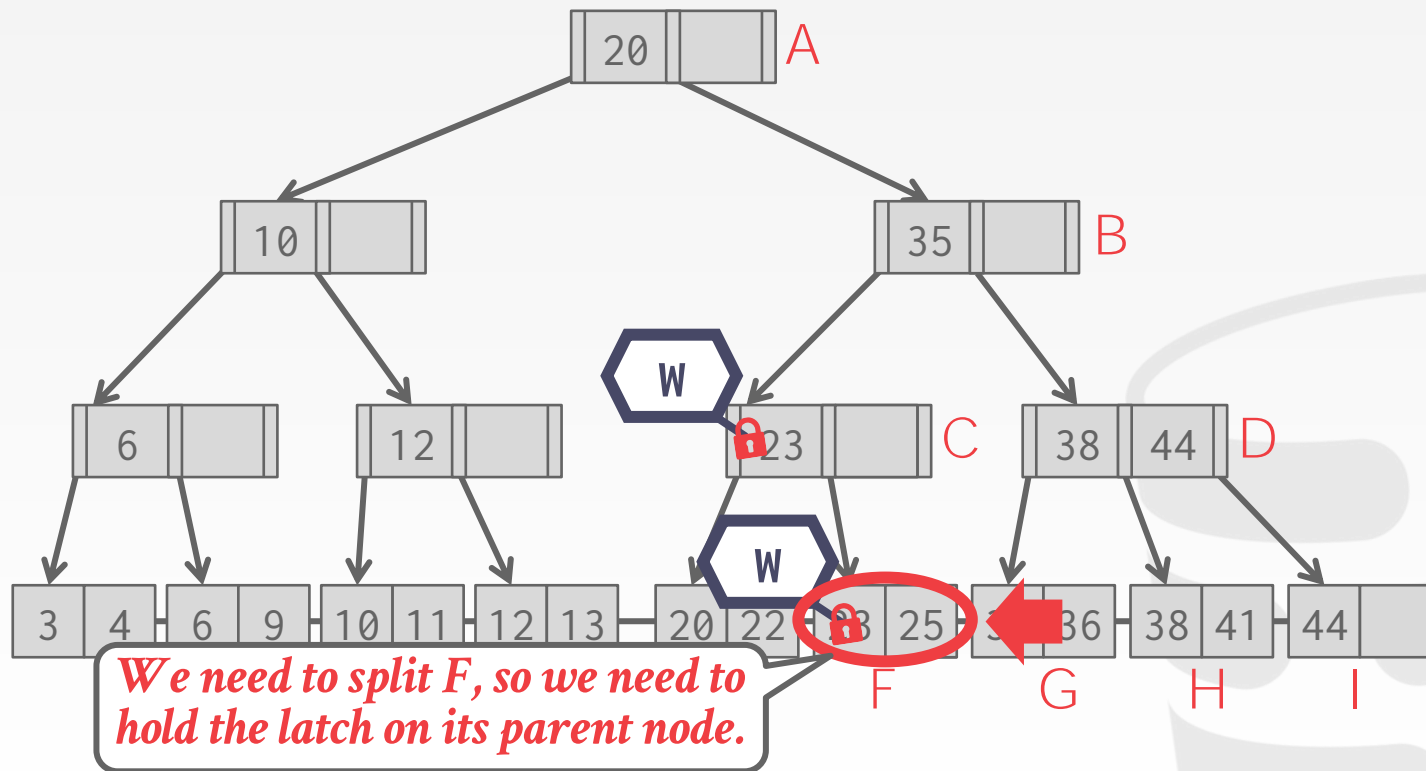 20 A
10 35 B
W
6 12 23 C 38 44 D
W
3 4 6 9 10 11 12 13 20 22 23 25 36 38 41 44
We need to split F, so we need to
hold the latch on its parent node.
F G H I